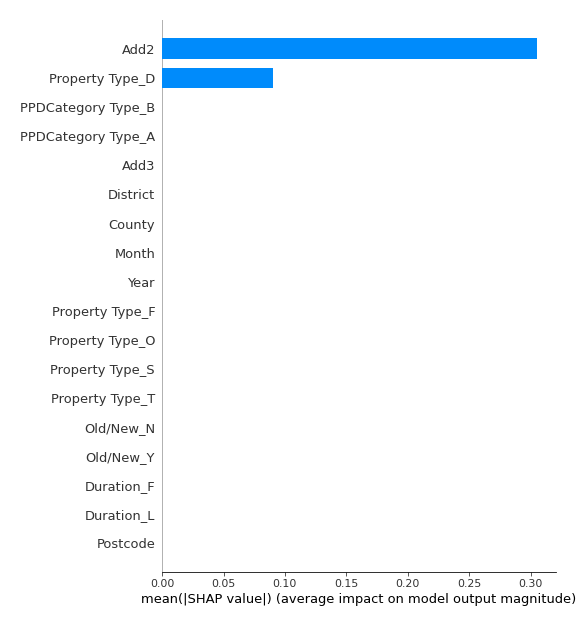 Add2
Property Type_D
PPDCategory Type_B
PPDCategory Type_A
Add3
District
County
Month
Year
Property Type_F
Property Type_O
Property Type_S
Property Type_T
Old/New_N
Old/New_Y
Duration_F
Duration_L
Postcode
0.00 0.05 0.10 0.15 0.20 0.25 0.30
mean(|SHAP value|) (average impact on model output magnitude)